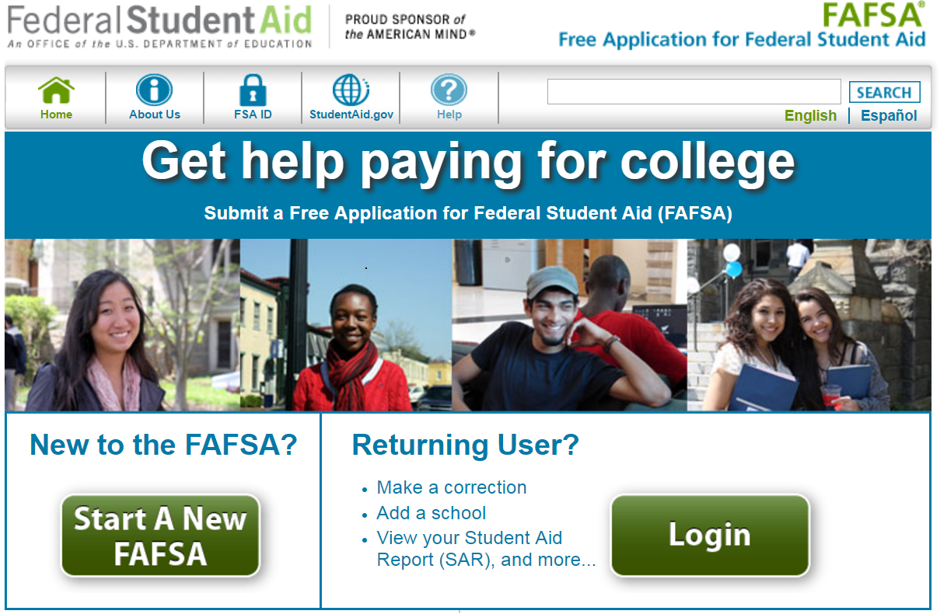 Federal Student Aid
An OFFICE of the U.S. DEPARTMENT of EDUCATION
PROUD SPONSOR of
the AMERICAN MIND®
FAFSA®
Free Application for Federal Student Aid
Home
About Us
FSA ID
StudentAid.gov
Help
SEARCH
English | Español
Get help paying for college
Submit a Free Application for Federal Student Aid (FAFSA)
New to the FAFSA?
Start A New
FAFSA
Returning User?
• Make a correction
• Add a school
• View your Student Aid
Report (SAR), and more...
Login